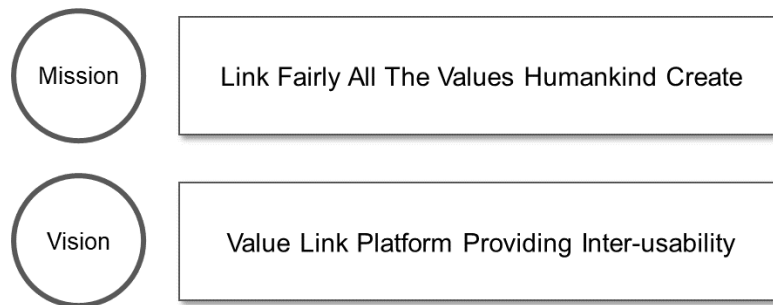 Mission
Link Fairly All The Values Humankind Create
Vision
Value Link Platform Providing Inter-usability